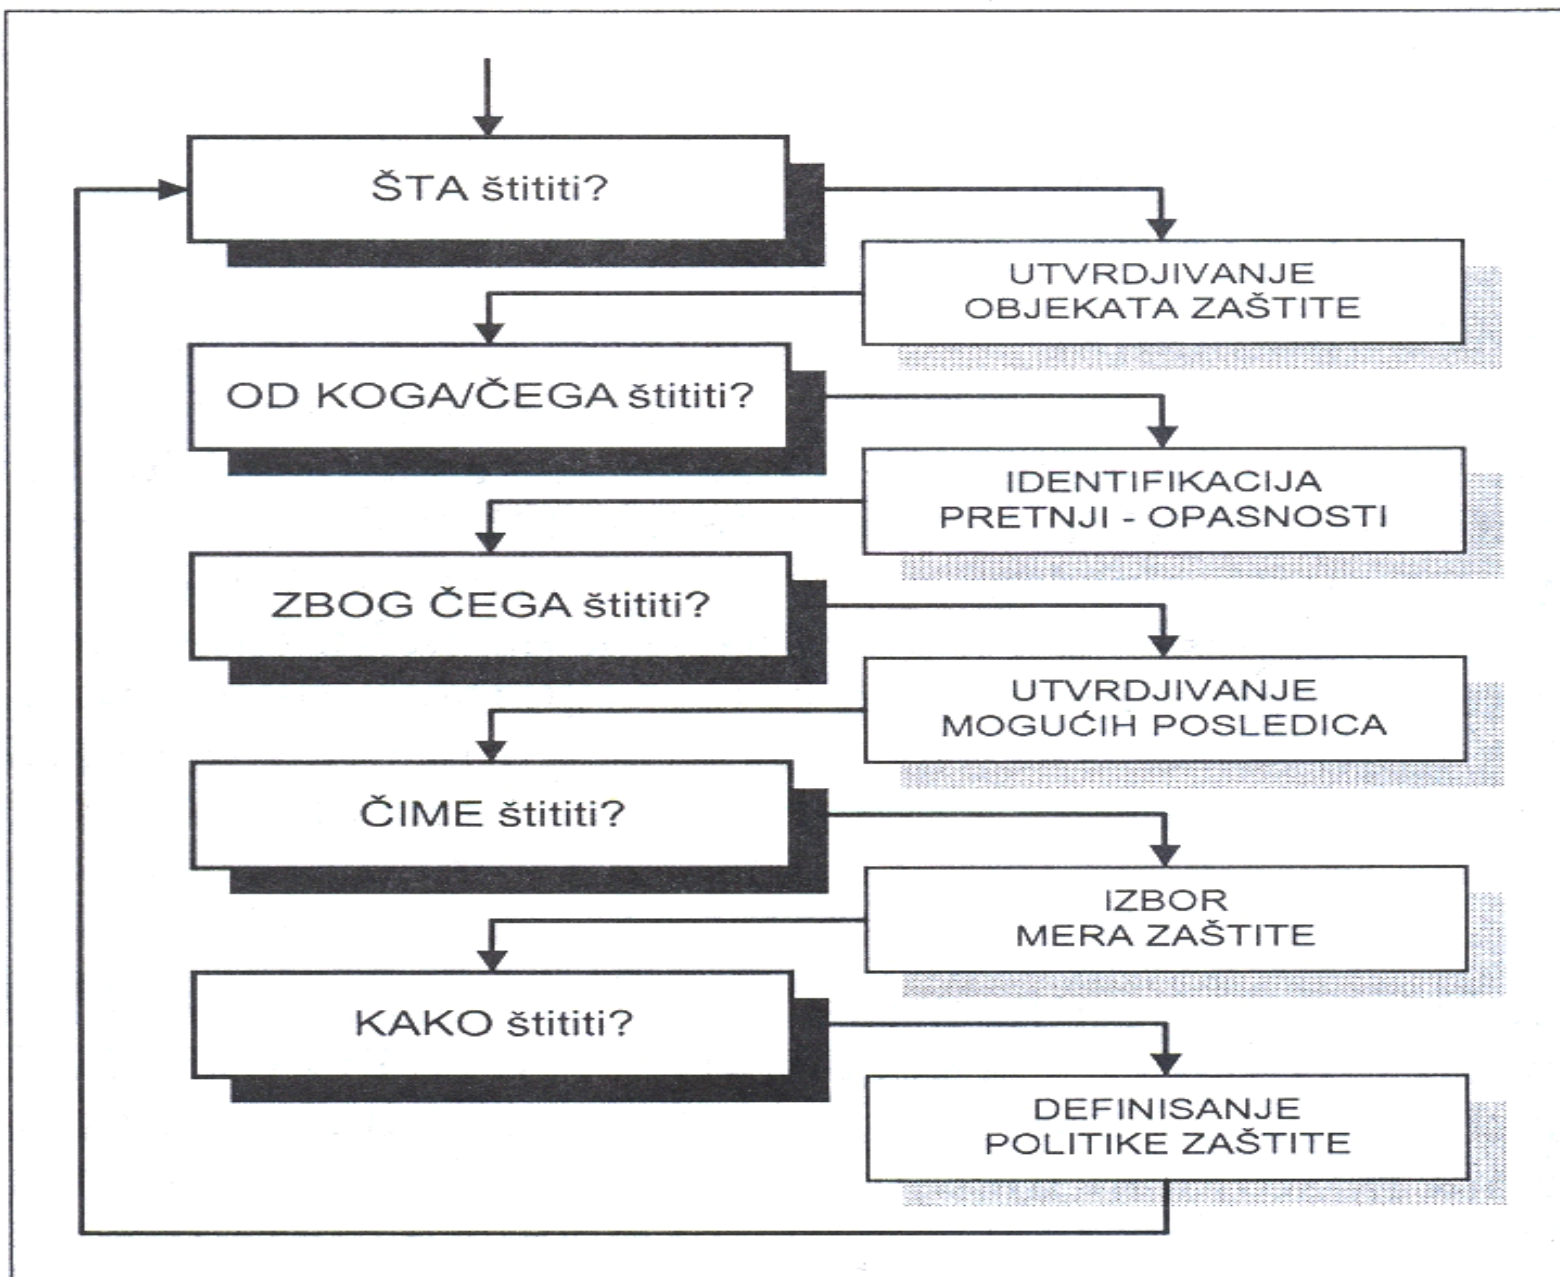 ŠTA štititi?
UTVRDJIVANJE
OBJEKATA ZAŠTITE
OD KOGA/ČEGA štititi?
IDENTIFIKACIJA
PRETNJI - OPASNOSTI
ZBOG ČEGA štititi?
UTVRDJIVANJE
MOGUĆIH POSLEDICA
ČIME štititi?
IZBOR
MERA ZAŠTITE
KAKO štititi?
DEFINISANJE
POLITIKE ZAŠTITE